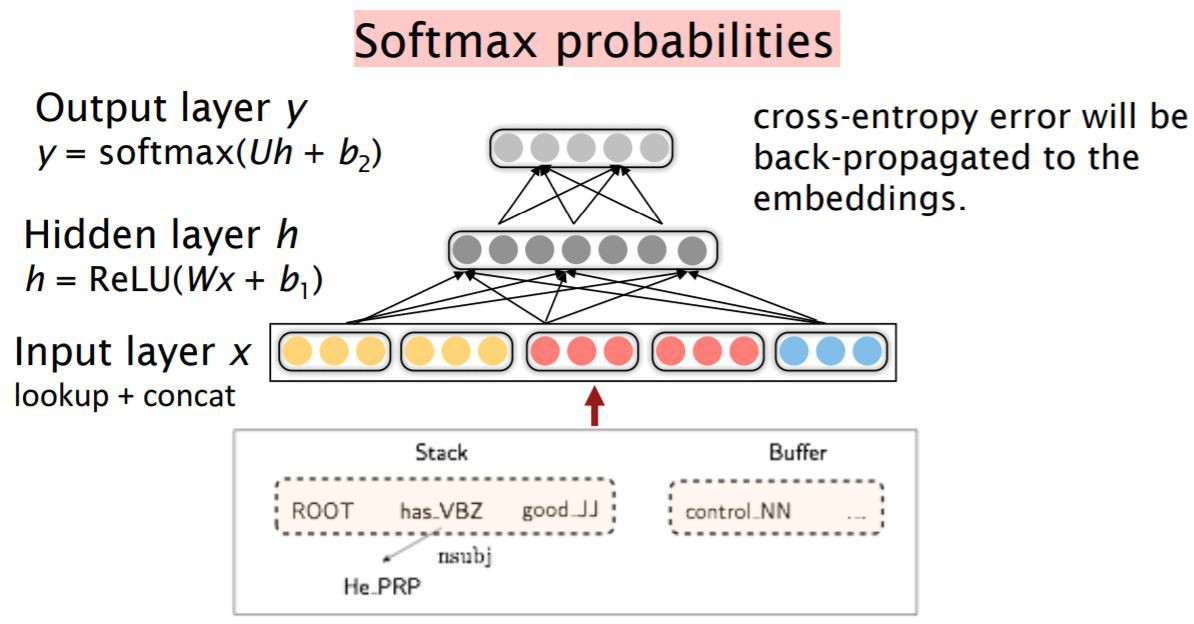 Softmax probabilities
Output layer y
y = softmax(Uh + b₂)
cross-entropy error will be
back-propagated to the
embeddings.
Hidden layer h
h = ReLU(Wx + b₁)
Input layer x
lookup + concat
Stack
Buffer
ROOT has_VBZ good_JJ
control_NN ...
nsubj
He_PRP